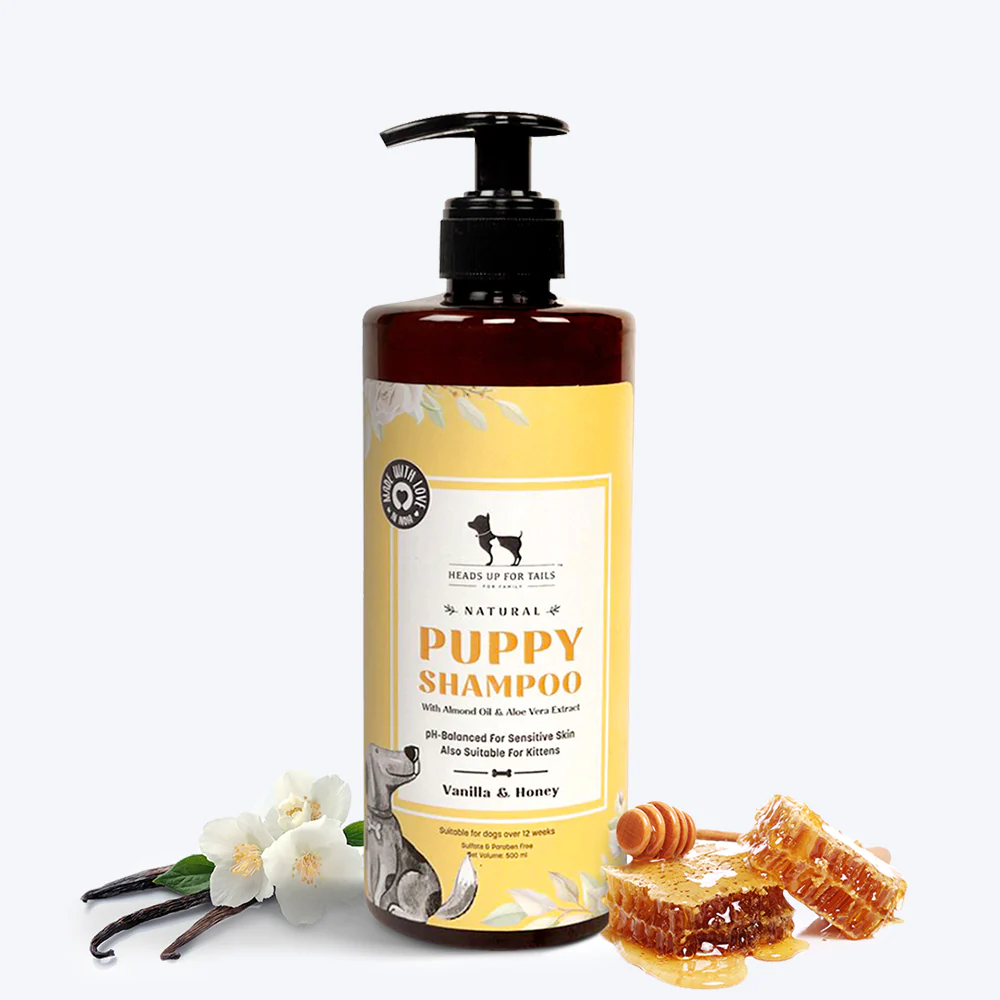 MADE WITH LOVE
IN INDIA
HEADS UP FOR TAILS
FOR FAMILY
NATURAL
PUPPY
SHAMPOO
With Almond Oil & Aloe Vera Extract
pH-Balanced For Sensitive Skin
Also Suitable For Kittens
Vanilla & Honey
Suitable for dogs over 12 weeks
Sulfate & Paraben Free
Net Volume: 500 ml